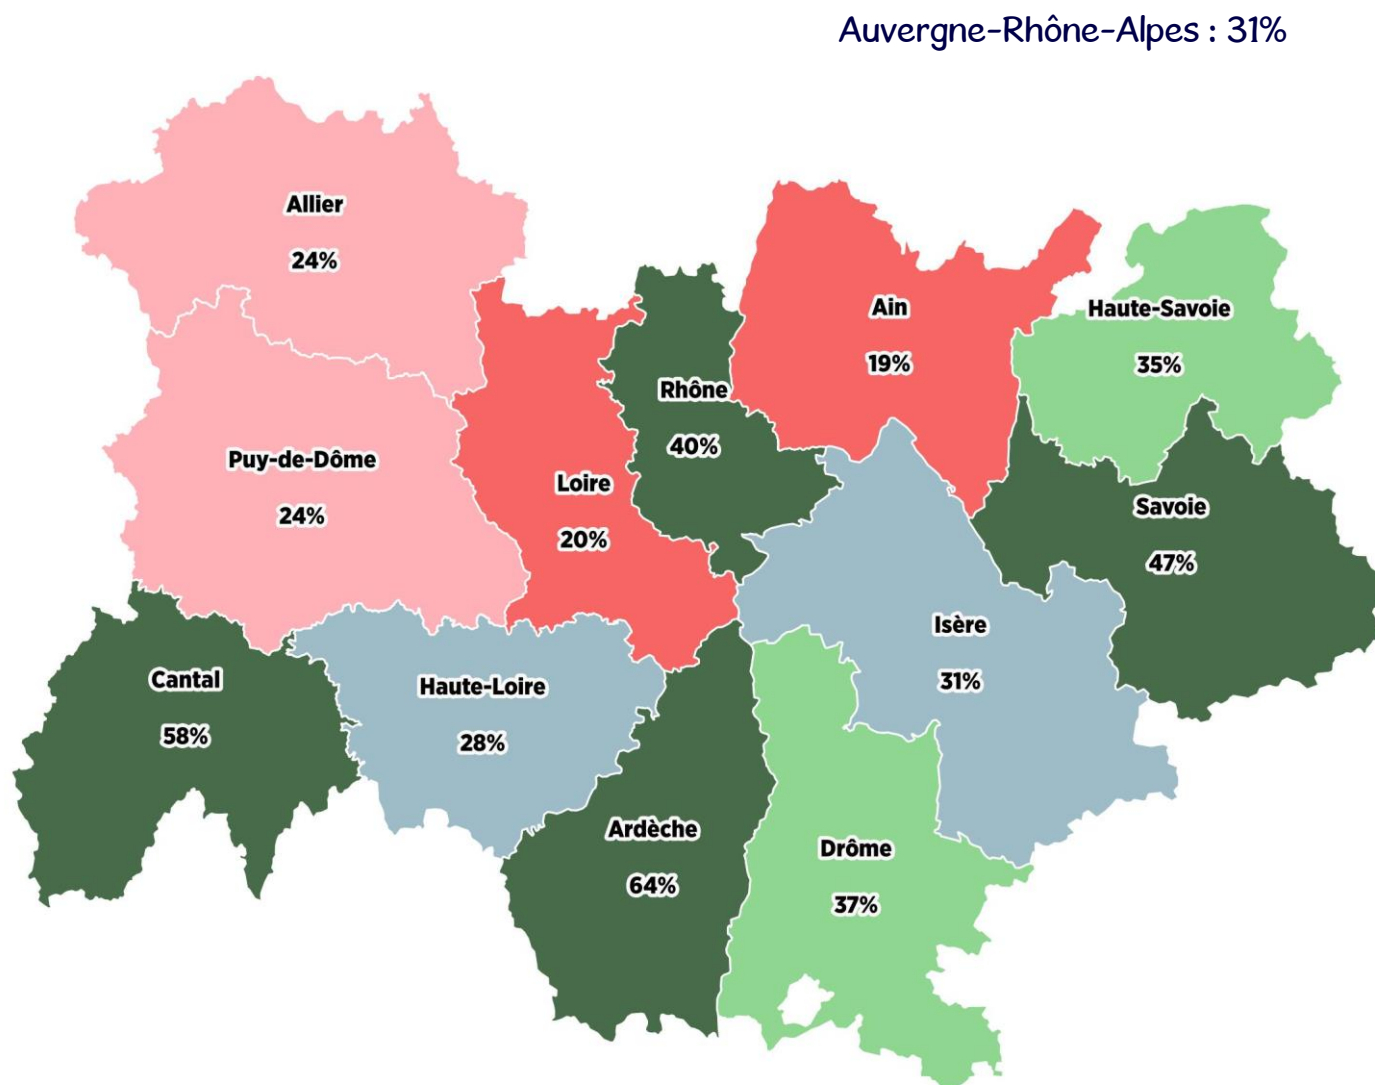 Auvergne-Rhône-Alpes : 31%
Allier
24%
Ain
19%
Haute-Savoie
35%
Rhône
40%
Puy-de-Dôme
24%
Loire
20%
Savoie
47%
Isère
31%
Cantal
58%
Haute-Loire
28%
Ardèche
64%
Drôme
37%